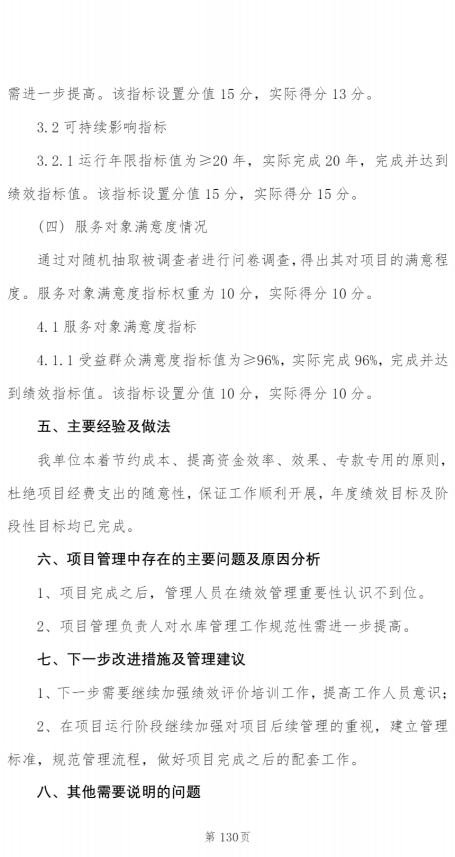 需进一步提高。该指标设置分值 15 分，实际得分 13 分。
3.2 可持续影响指标
3.2.1 运行年限指标值为≥20 年，实际完成 20 年，完成并达到
绩效指标值。该指标设置分值 15 分，实际得分 15 分。
（四）服务对象满意度情况
通过对随机抽取被调查者进行问卷调查，得出其对项目的满意程
度。服务对象满意度指标权重为 10 分，实际得分 10 分。
4.1 服务对象满意度指标
4.1.1 受益群众满意度指标值为≥96%，实际完成 96%，完成并达
到绩效指标值。该指标设置分值 10 分，实际得分 10 分。
五、主要经验及做法
我单位本着节约成本、提高资金效率、效果、专款专用的原则，
杜绝项目经费支出的随意性，保证工作顺利开展，年度绩效目标及阶
段性目标均已完成。
六、项目管理中存在的主要问题及原因分析
1、项目完成之后，管理人员在绩效管理重要性认识不到位。
2、项目管理负责人对水库管理工作规范性需进一步提高。
七、下一步改进措施及管理建议
1、下一步需要继续加强绩效评价培训工作，提高工作人员意识；
2、在项目运行阶段继续加强对项目后续管理的重视，建立管理
标准，规范管理流程，做好项目完成之后的配套工作。
八、其他需要说明的问题
第 130页